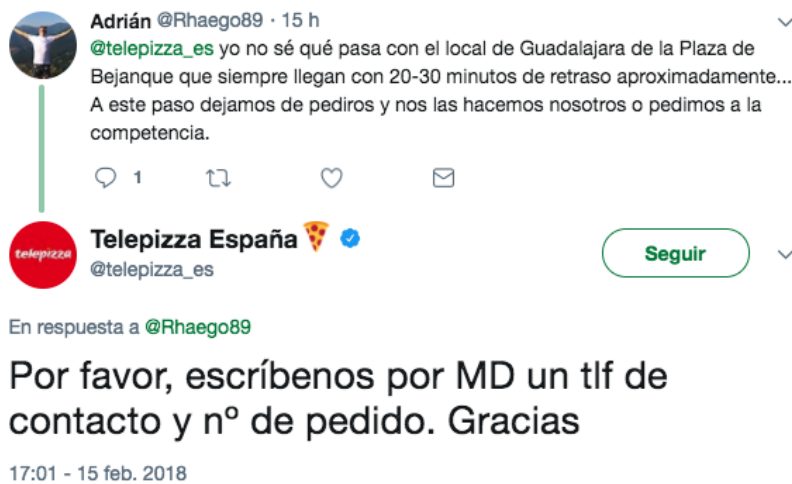 Adrián @Rhaego89 · 15 h
@telepizza_es yo no sé qué pasa con el local de Guadalajara de la Plaza de
Bejanque que siempre llegan con 20-30 minutos de retraso aproximadamente...
A este paso dejamos de pediros y nos las hacemos nosotros o pedimos a la
competencia.
1
telepizza
Telepizza España
@telepizza_es
Seguir
En respuesta a @Rhaego89
Por favor, escríbenos por MD un tlf de
contacto y nº de pedido. Gracias
17:01 - 15 feb. 2018